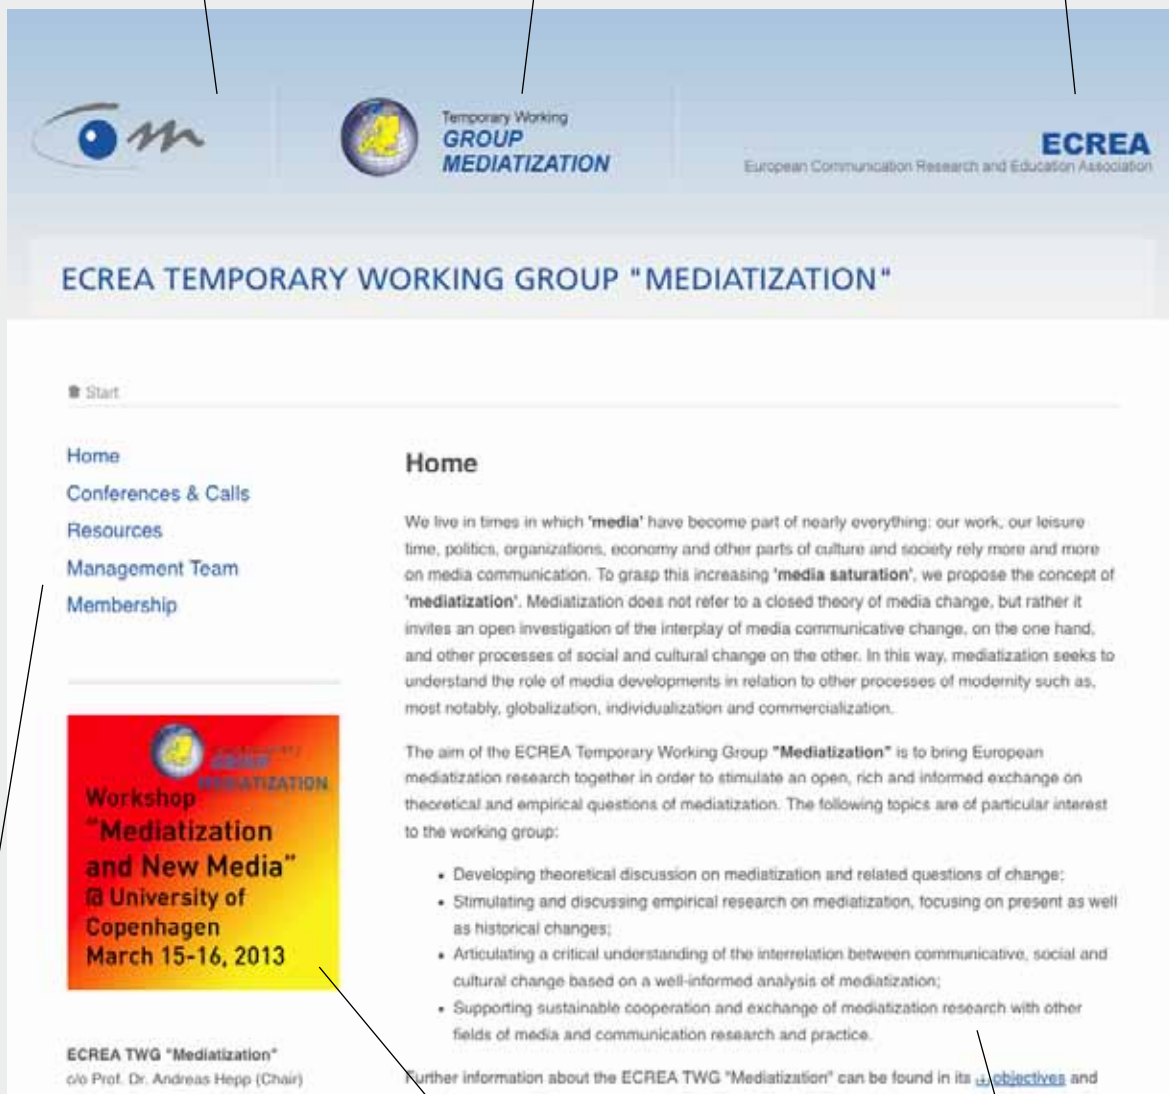 m
Temporary Working
GROUP
MEDIATIZATION
ECREA
European Communication Research and Education Association
ECREA TEMPORARY WORKING GROUP "MEDIATIZATION"
Start
Home
Conferences & Calls
Resources
Management Team
Membership
GROUP
MEDIATIZATION
Workshop
"Mediatization
and New Media"
@ University of
Copenhagen
March 15-16, 2013
ECREA TWG "Mediatization"
c/o Prof. Dr. Andreas Hepp (Chair)
Home
We live in times in which 'media' have become part of nearly everything: our work, our leisure
time, politics, organizations, economy and other parts of culture and society rely more and more
on media communication. To grasp this increasing 'media saturation', we propose the concept of
'mediatization'. Mediatization does not refer to a closed theory of media change, but rather it
invites an open investigation of the interplay of media communicative change, on the one hand,
and other processes of social and cultural change on the other. In this way, mediatization seeks to
understand the role of media developments in relation to other processes of modernity such as,
most notably, globalization, individualization and commercialization.
The aim of the ECREA Temporary Working Group "Mediatization" is to bring European
mediatization research together in order to stimulate an open, rich and informed exchange on
theoretical and empirical questions of mediatization. The following topics are of particular interest
to the working group:
• Developing theoretical discussion on mediatization and related questions of change;
• Stimulating and discussing empirical research on mediatization, focusing on present as well
as historical changes;
• Articulating a critical understanding of the interrelation between communicative, social and
cultural change based on a well-informed analysis of mediatization;
• Supporting sustainable cooperation and exchange of mediatization research with other
fields of media and communication research and practice.
Further information about the ECREA TWG "Mediatization" can be found in its objectives and